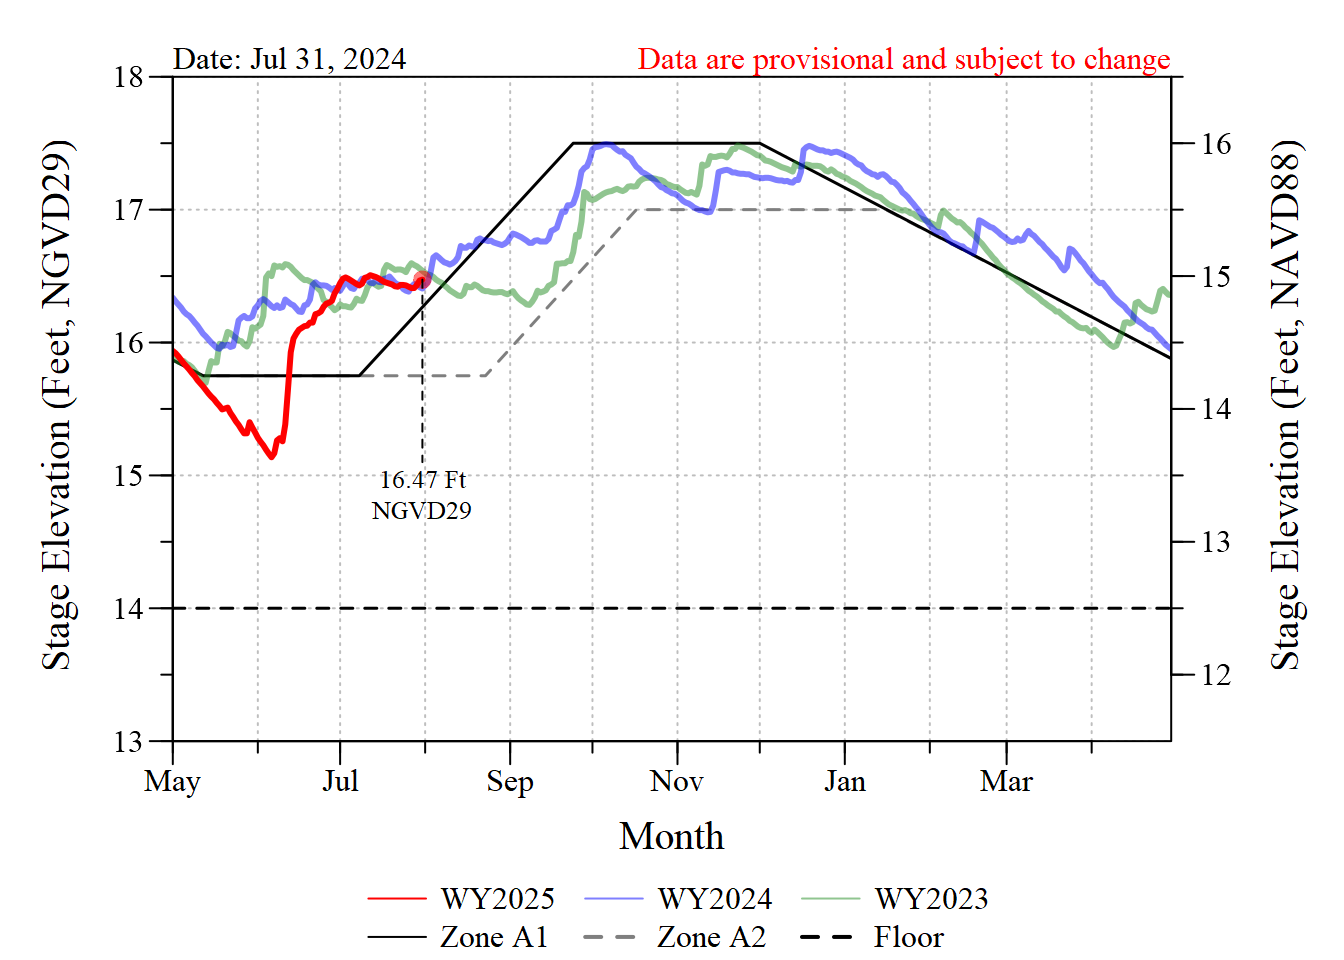 Date: Jul 31, 2024
Data are provisional and subject to change
18
17
16
15
14
13
Stage Elevation (Feet, NGVD29)
16
15
14
13
12
Stage Elevation (Feet, NAVD88)
16.47 Ft
NGVD29
May Jul Sep Nov Jan Mar
Month
WY2025 WY2024 WY2023
Zone A1 Zone A2 Floor